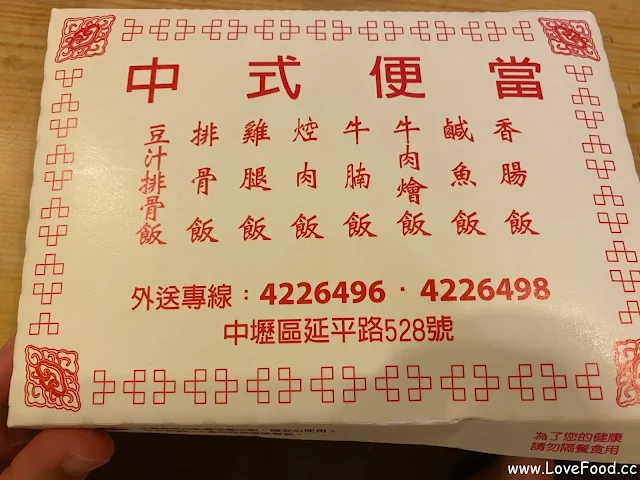 中式便當
香腸飯
鹹魚飯
牛肉燴飯
牛腩飯
焢肉飯
雞腿飯
排骨飯
豆汁排骨飯
外送專線：4226496 · 4226498
中壢區延平路528號
為了您的健康
請勿隔餐食用
www.LoveFood.cc